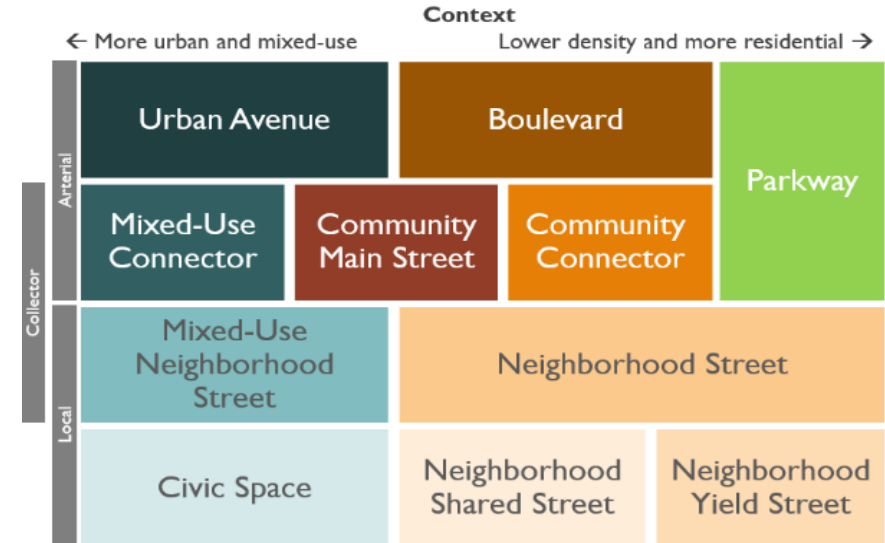 Context
← More urban and mixed-use
Lower density and more residential →
Arterial
Collector
Local
Urban Avenue
Boulevard
Parkway
Mixed-Use
Connector
Community
Main Street
Community
Connector
Mixed-Use
Neighborhood
Street
Neighborhood Street
Civic Space
Neighborhood
Shared Street
Neighborhood
Yield Street